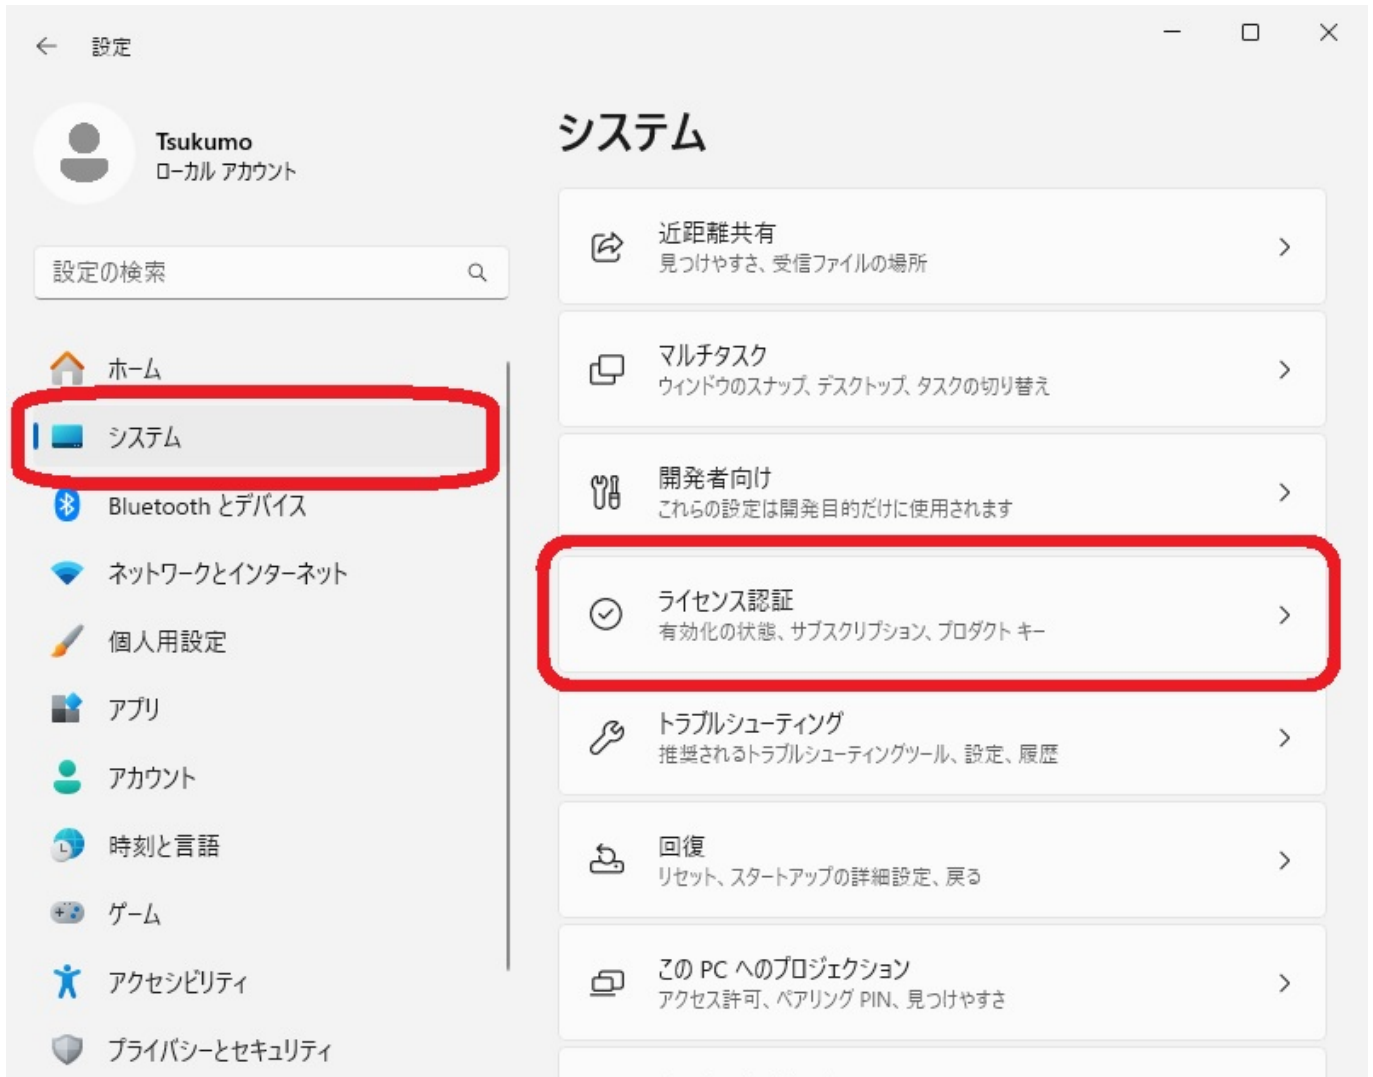 設定
Tsukumo
ローカル アカウント
設定の検索
ホーム
システム
Bluetooth とデバイス
ネットワークとインターネット
個人用設定
アプリ
アカウント
時刻と言語
ゲーム
アクセシビリティ
プライバシーとセキュリティ
システム
近距離共有
見つけやすさ、受信ファイルの場所
マルチタスク
ウィンドウのスナップ、デスクトップ、タスクの切り替え
開発者向け
これらの設定は開発目的だけに使用されます
ライセンス認証
有効化の状態、サブスクリプション、プロダクト キー
トラブルシューティング
推奨されるトラブルシューティングツール、設定、履歴
回復
リセット、スタートアップの詳細設定、戻る
この PC へのプロジェクション
アクセス許可、ペアリング PIN、見つけやすさ